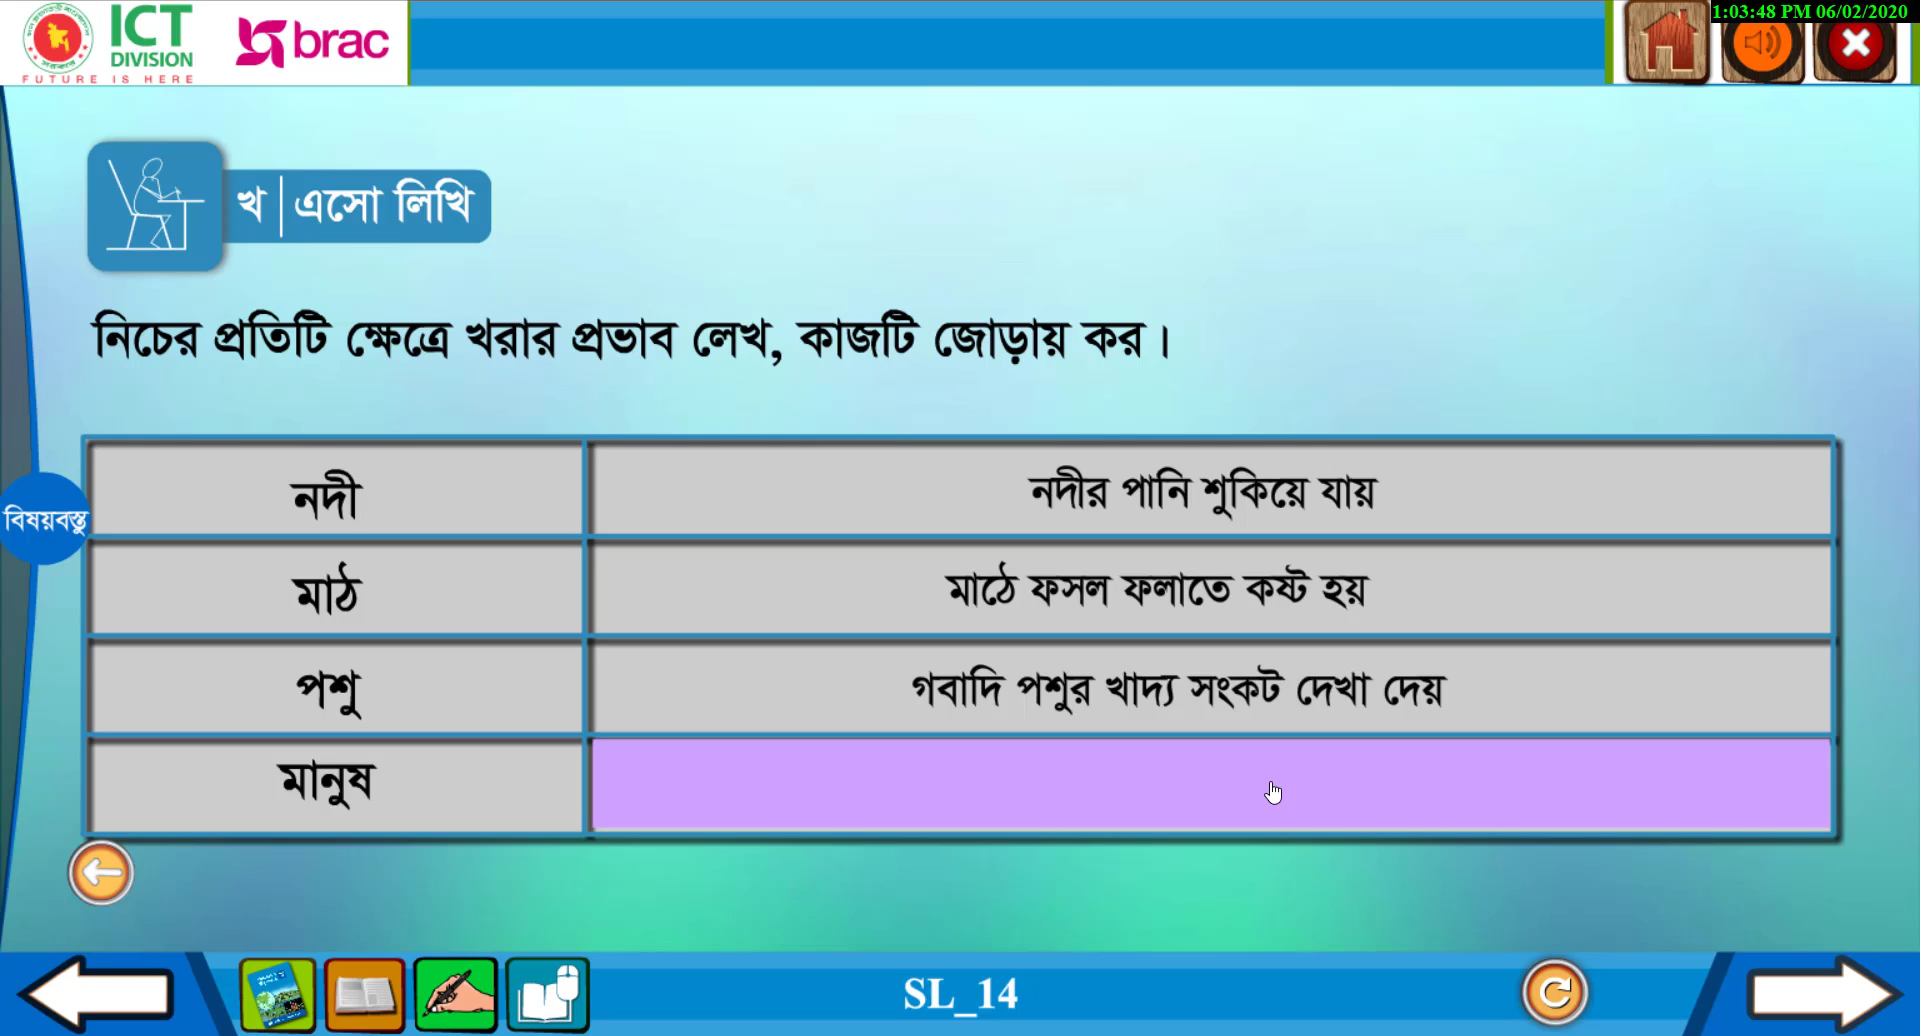 1:03:48 PM 06/02/2020
ICT
DIVISION
FUTURE IS HERE
brac
খ | এসো লিখি
নিচের প্রতিটি ক্ষেত্রে খরার প্রভাব লেখ, কাজটি জোড়ায় কর।
নদী
নদীর পানি শুকিয়ে যায়
বিষয়বস্তু
মাঠ
মাঠে ফসল ফলাতে কষ্ট হয়
পশু
গবাদি পশুর খাদ্য সংকট দেখা দেয়
মানুষ
SL_14